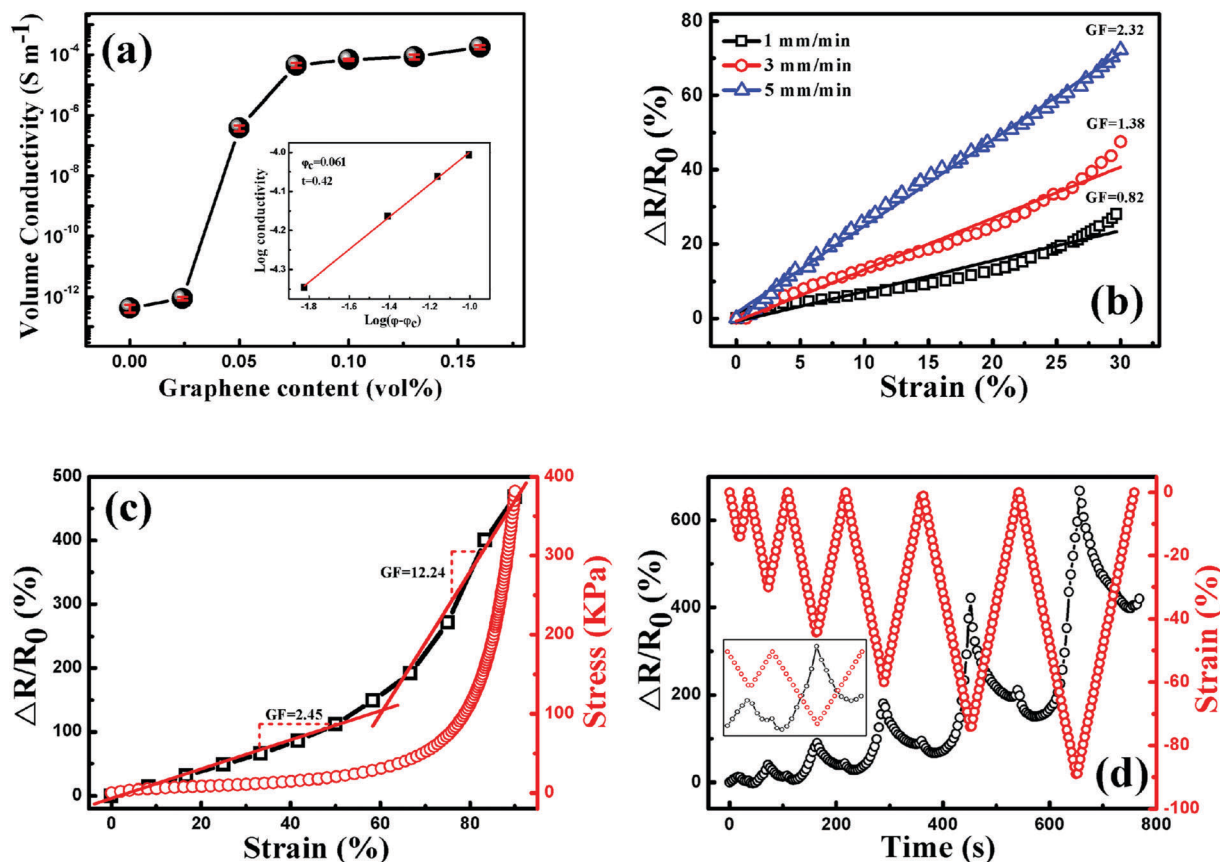 (a)
Volume Conductivity (S m⁻¹)
10⁻⁴
10⁻⁶
10⁻⁸
10⁻¹⁰
10⁻¹²
0.00 0.05 0.10 0.15
Graphene content (vol%)
φc=0.061
t=0.42
Log conductivity
-4.0
-4.1
-4.2
-4.3
-1.8 -1.6 -1.4 -1.2 -1.0
Log(φ-φc)
(b)
1 mm/min
3 mm/min
5 mm/min
GF=2.32
GF=1.38
GF=0.82
△R/R₀ (%)
80
60
40
20
0
0 5 10 15 20 25 30
Strain (%)
(c)
△R/R₀ (%)
500
400
300
200
100
0
GF=12.24
GF=2.45
Stress (KPa)
400
300
200
100
0
0 20 40 60 80
Strain (%)
(d)
△R/R₀ (%)
600
400
200
0
Strain (%)
0
-20
-40
-60
-80
-100
0 200 400 600 800
Time (s)